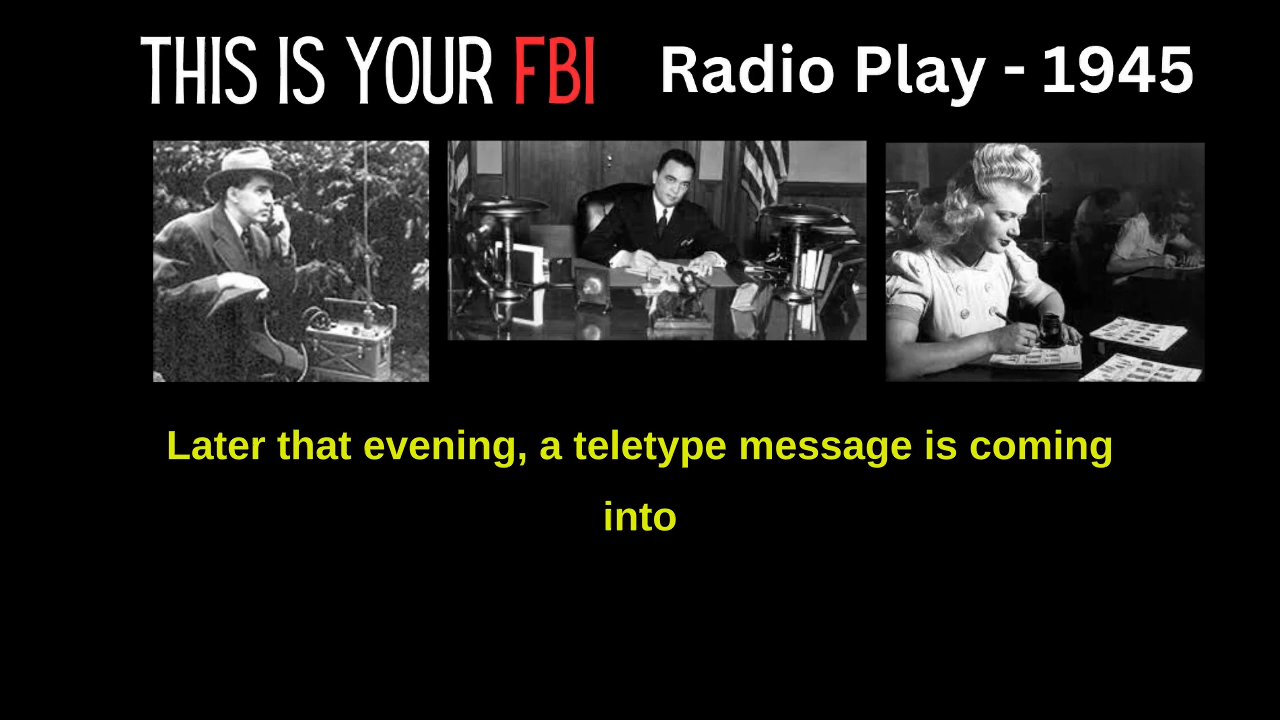 THIS IS YOUR FBI Radio Play - 1945
Later that evening, a teletype message is coming
into